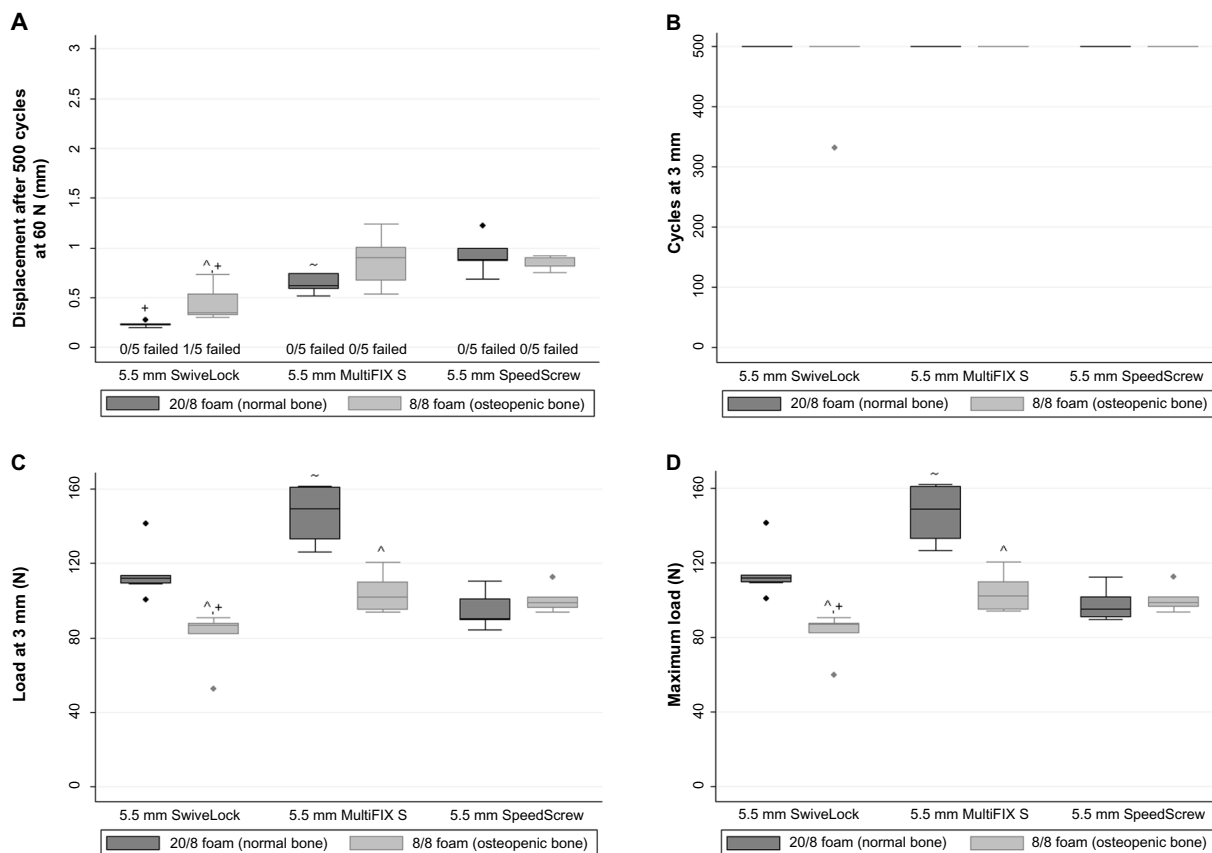 A
Displacement after 500 cycles
at 60 N (mm)
3
2.5
2
1.5
1
0.5
0
+
^,+
~
0/5 failed 1/5 failed
0/5 failed 0/5 failed
0/5 failed 0/5 failed
5.5 mm SwiveLock
5.5 mm MultiFIX S
5.5 mm SpeedScrew
20/8 foam (normal bone)
8/8 foam (osteopenic bone)
B
Cycles at 3 mm
500
400
300
200
100
0
5.5 mm SwiveLock
5.5 mm MultiFIX S
5.5 mm SpeedScrew
20/8 foam (normal bone)
8/8 foam (osteopenic bone)
C
Load at 3 mm (N)
160
120
80
40
0
^,+
~
^
5.5 mm SwiveLock
5.5 mm MultiFIX S
5.5 mm SpeedScrew
20/8 foam (normal bone)
8/8 foam (osteopenic bone)
D
Maximum load (N)
160
120
80
40
0
^,+
~
^
5.5 mm SwiveLock
5.5 mm MultiFIX S
5.5 mm SpeedScrew
20/8 foam (normal bone)
8/8 foam (osteopenic bone)